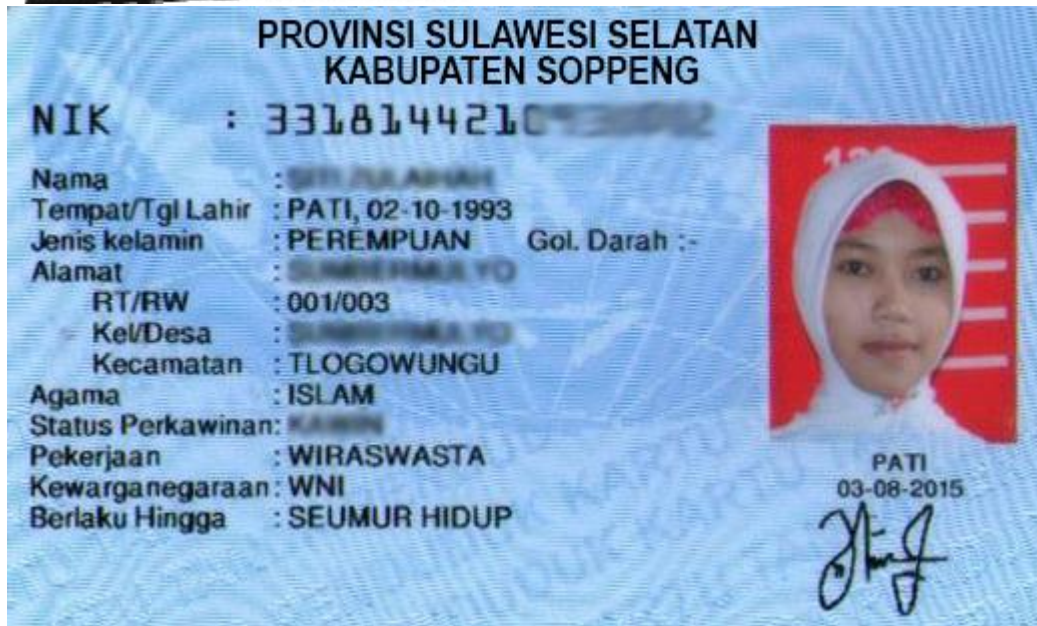 PROVINSI SULAWESI SELATAN
KABUPATEN SOPPENG
NIK : 3318144210
Nama :
Tempat/Tgl Lahir : PATI, 02-10-1993
Jenis kelamin : PEREMPUAN Gol. Darah :-
Alamat :
RT/RW : 001/003
Kel/Desa :
Kecamatan : TLOGOWUNGU
Agama : ISLAM
Status Perkawinan:
Pekerjaan : WIRASWASTA
Kewarganegaraan: WNI
Berlaku Hingga : SEUMUR HIDUP
PATI
03-08-2015